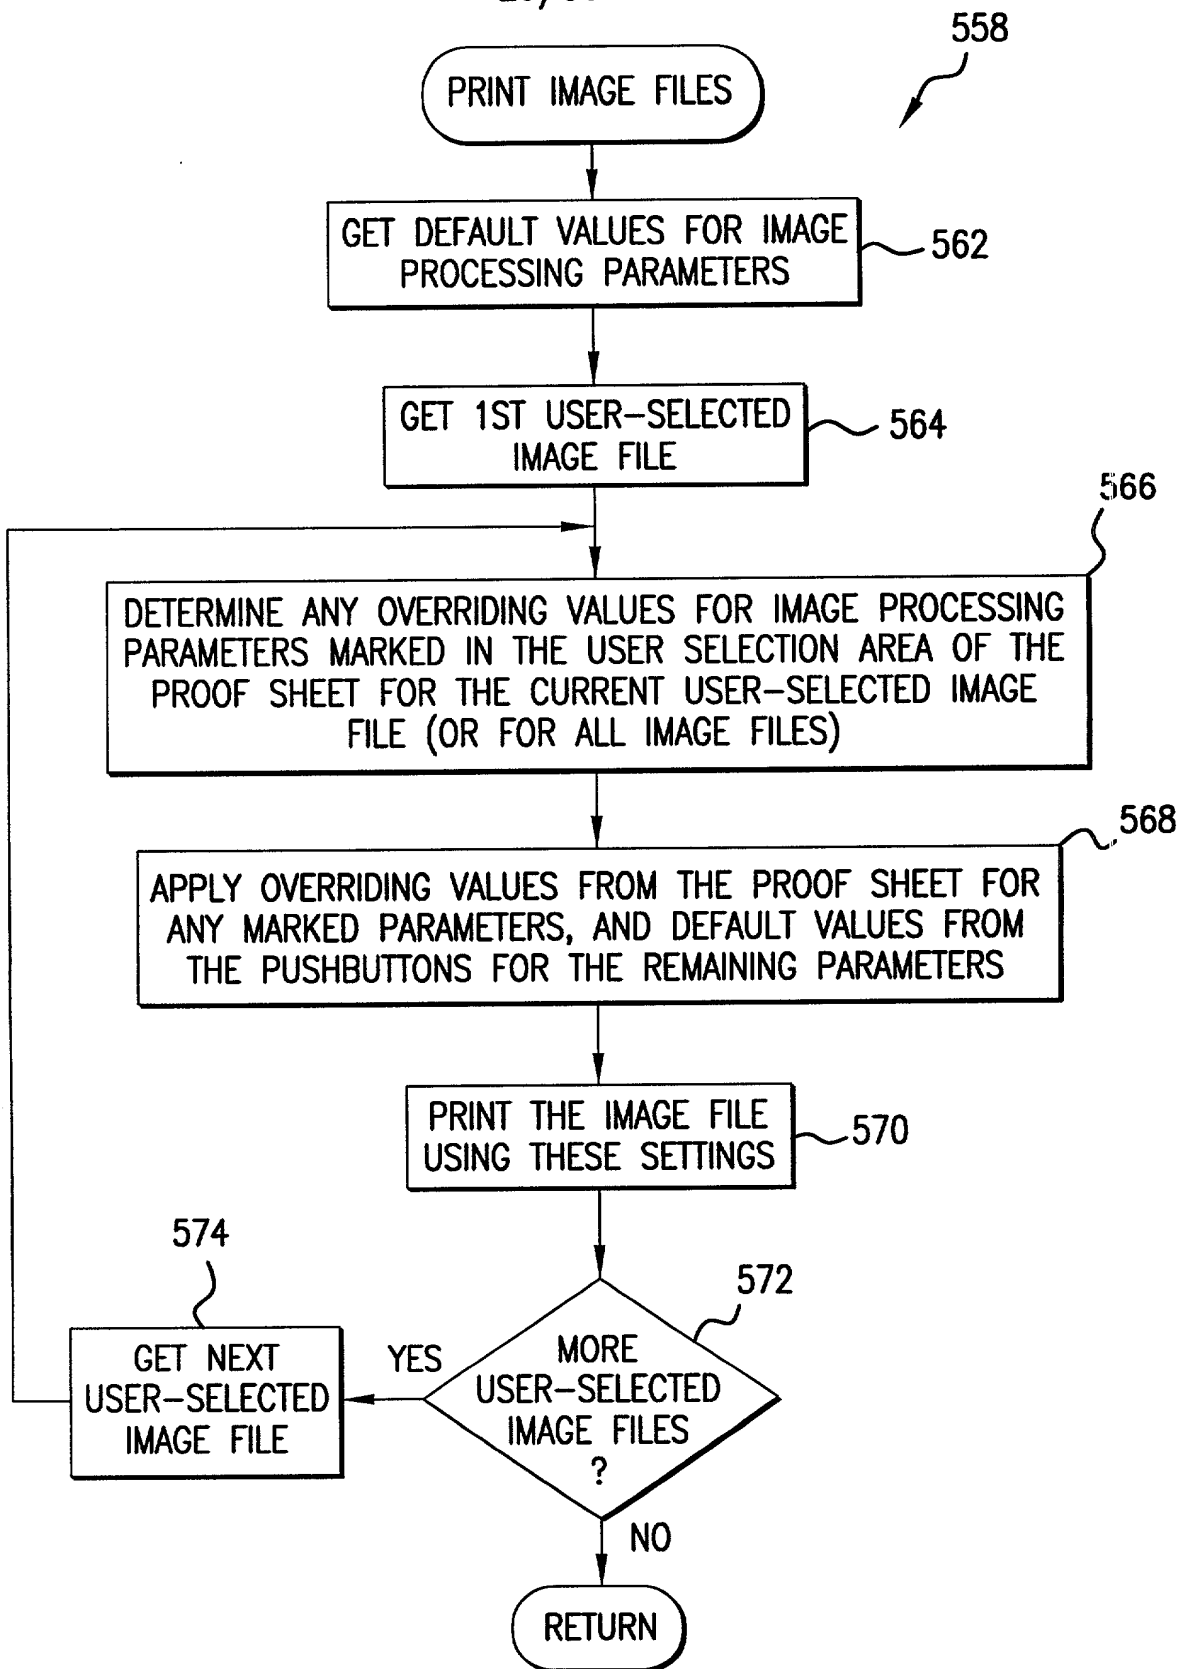 558
PRINT IMAGE FILES
GET DEFAULT VALUES FOR IMAGE
PROCESSING PARAMETERS
562
GET 1ST USER-SELECTED
IMAGE FILE
564
566
DETERMINE ANY OVERRIDING VALUES FOR IMAGE PROCESSING
PARAMETERS MARKED IN THE USER SELECTION AREA OF THE
PROOF SHEET FOR THE CURRENT USER-SELECTED IMAGE
FILE (OR FOR ALL IMAGE FILES)
568
APPLY OVERRIDING VALUES FROM THE PROOF SHEET FOR
ANY MARKED PARAMETERS, AND DEFAULT VALUES FROM
THE PUSHBUTTONS FOR THE REMAINING PARAMETERS
PRINT THE IMAGE FILE
USING THESE SETTINGS
570
572
MORE
USER-SELECTED
IMAGE FILES
?
YES
574
GET NEXT
USER-SELECTED
IMAGE FILE
NO
RETURN